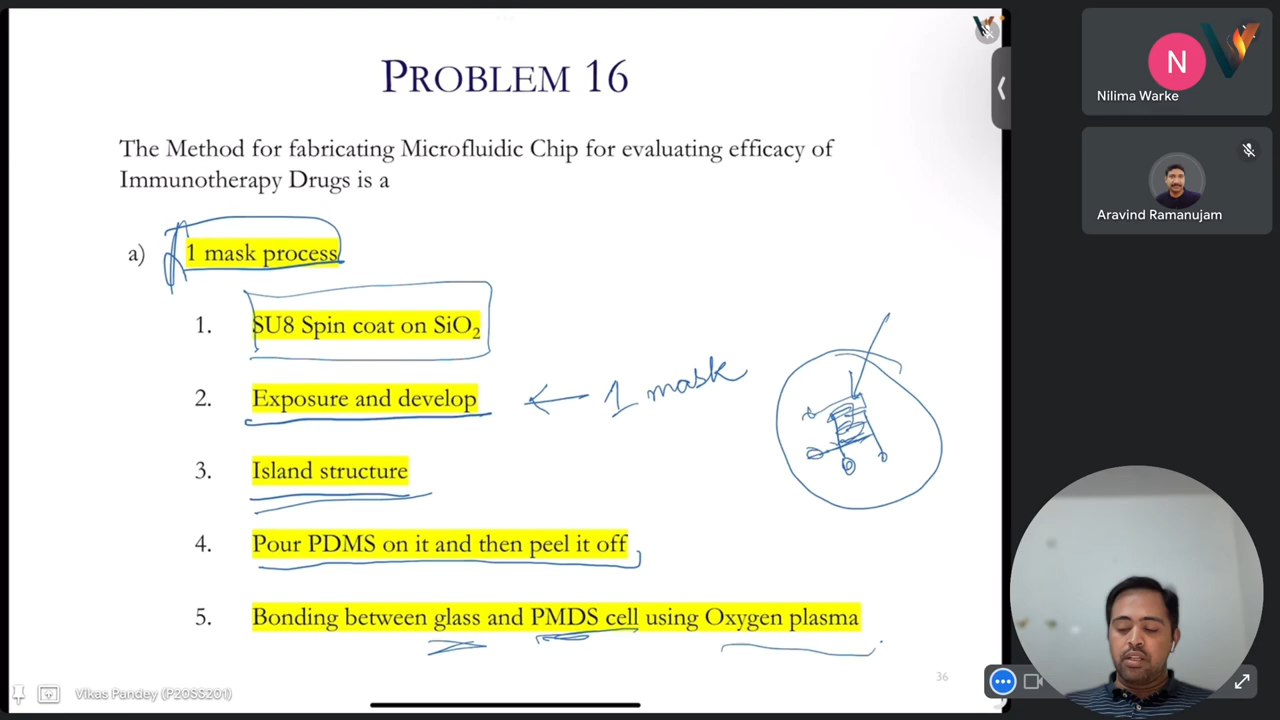 PROBLEM 16
The Method for fabricating Microfluidic Chip for evaluating efficacy of
Immunotherapy Drugs is a
a) 1 mask process
1. SU8 Spin coat on SiO₂
2. Exposure and develop
1 mask
3. Island structure
4. Pour PDMS on it and then peel it off
5. Bonding between glass and PMDS cell using Oxygen plasma
36
Vikas Pandey (P20SS201)
N
Nilima Warke
Aravind Ramanujam